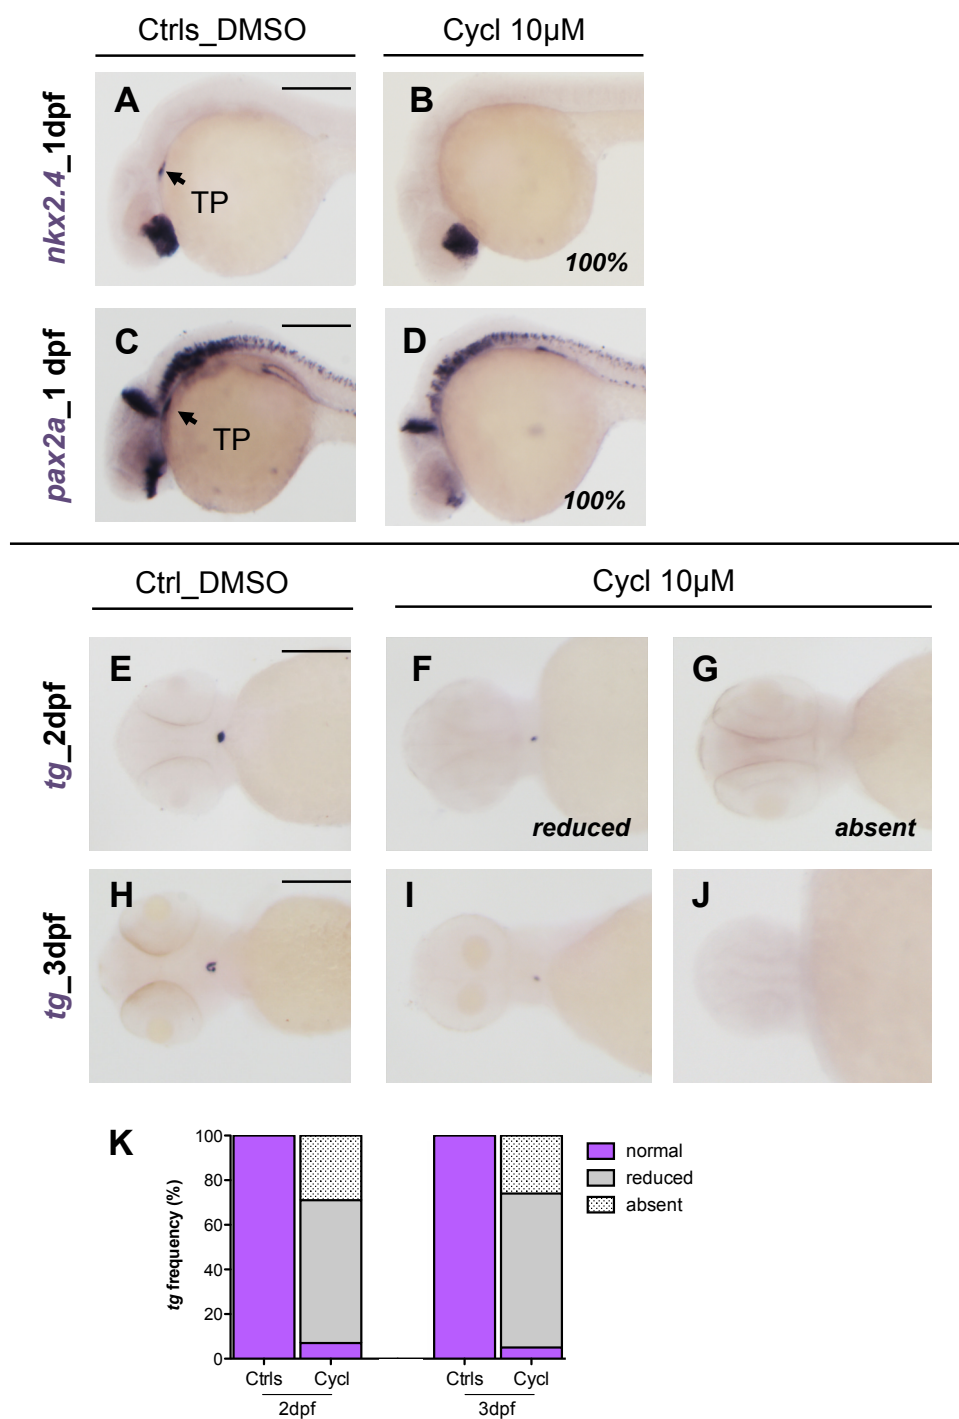 Ctrls_DMSO
Cycl 10µM
nkx2.4_1dpf
A
TP
B
100%
pax2a_1 dpf
C
TP
D
100%
Ctrl_DMSO
Cycl 10µM
tg_2dpf
E
F
reduced
G
absent
tg_3dpf
H
I
J
K
tg frequency (%)
100
80
60
40
20
0
Ctrls
Cycl
Ctrls
Cycl
2dpf
3dpf
normal
reduced
absent